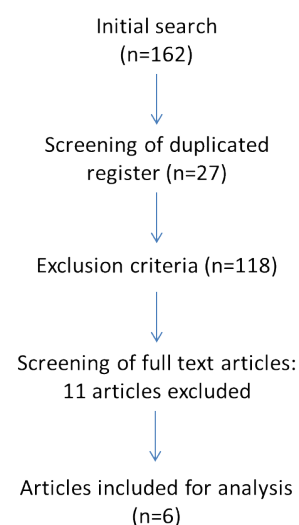 Initial search
(n=162)
Screening of duplicated
register (n=27)
Exclusion criteria (n=118)
Screening of full text articles:
11 articles excluded
Articles included for analysis
(n=6)